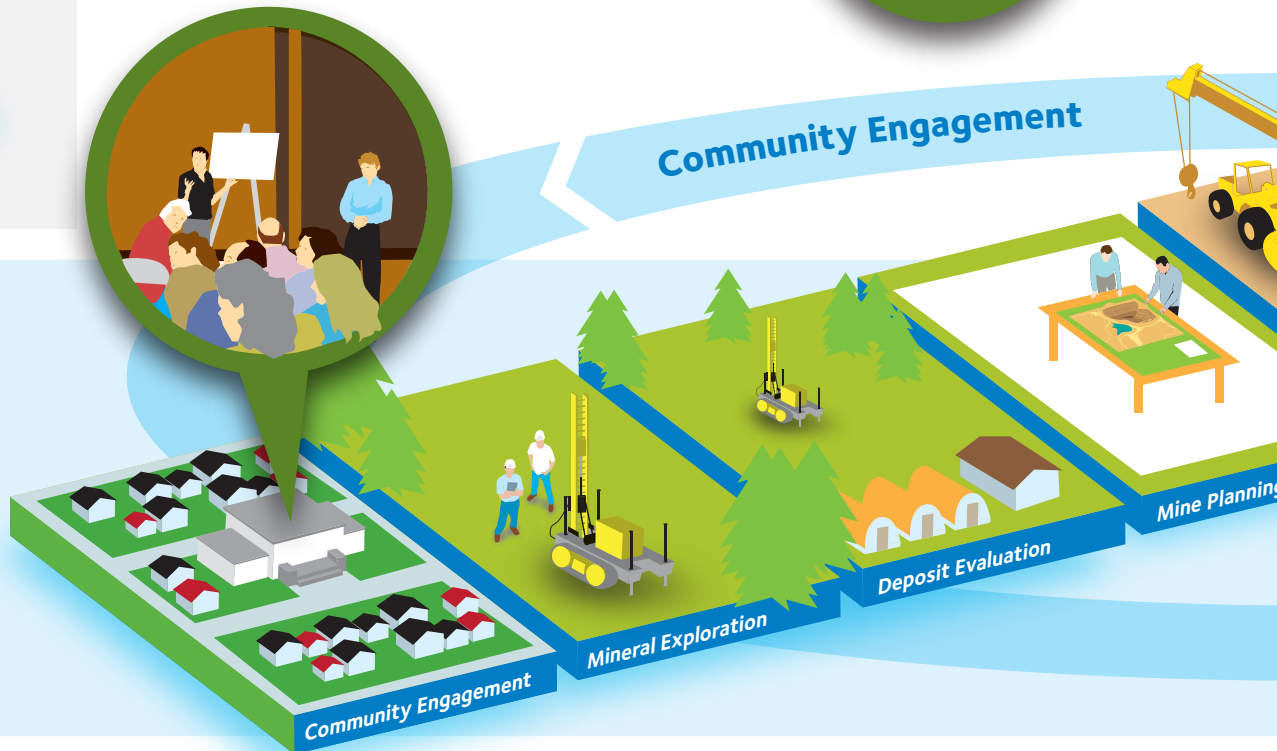 Community Engagement
Mine Planning
Deposit Evaluation
Mineral Exploration
Community Engagement